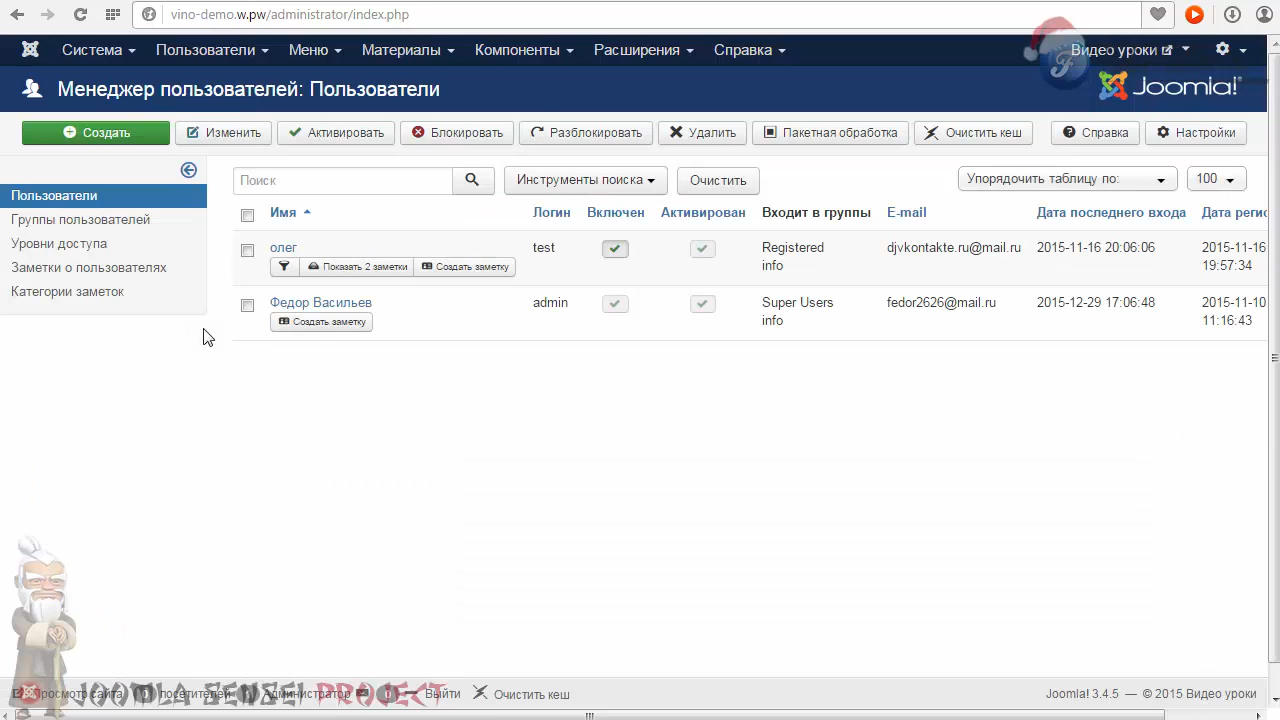 vino-demo.w.pw/administrator/index.php
Система Пользователи Меню Материалы Компоненты Расширения Справка Видео уроки
Менеджер пользователей: Пользователи Joomla!
Создать Изменить Активировать Блокировать Разблокировать Удалить Пакетная обработка Очистить кеш Справка Настройки
Пользователи
Группы пользователей
Уровни доступа
Заметки о пользователях
Категории заметок
Поиск Инструменты поиска Очистить Упорядочить таблицу по: 100
Имя Логин Включен Активирован Входит в группы E-mail Дата последнего входа Дата регис
олег test Registered djvkontakte.ru@mail.ru 2015-11-16 20:06:06 2015-11-16
Показать 2 заметки Создать заметку info 19:57:34
Федор Васильев admin Super Users fedor2626@mail.ru 2015-12-29 17:06:48 2015-11-10
Создать заметку info 11:16:43
Просмотр сайта посетителей Администратор Выйти Очистить кеш Joomla! 3.4.5 — © 2015 Видео уроки
JOOMLA SENSEI PROJECT